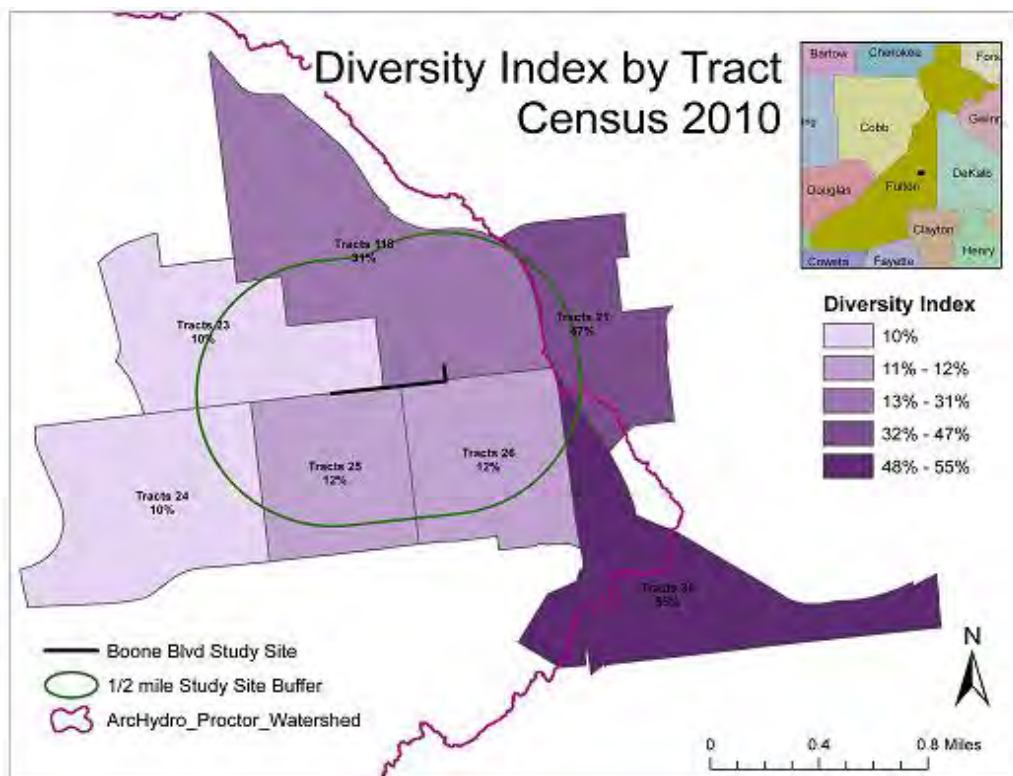 Diversity Index by Tract
Census 2010
Bartow
Cherokee
Fors
ng
Cobb
Gwinn
DeKalb
Douglas
Fulton
Clayton
Henry
Coweta
Fayette
Tracts 118
31%
Tracts 23
10%
Tracts 21
47%
Tracts 25
12%
Tracts 26
12%
Tracts 24
10%
Tracts
55%
Diversity Index
10%
11% - 12%
13% - 31%
32% - 47%
48% - 55%
Boone Blvd Study Site
1/2 mile Study Site Buffer
ArcHydro_Proctor_Watershed
N
0 0.4 0.8 Miles